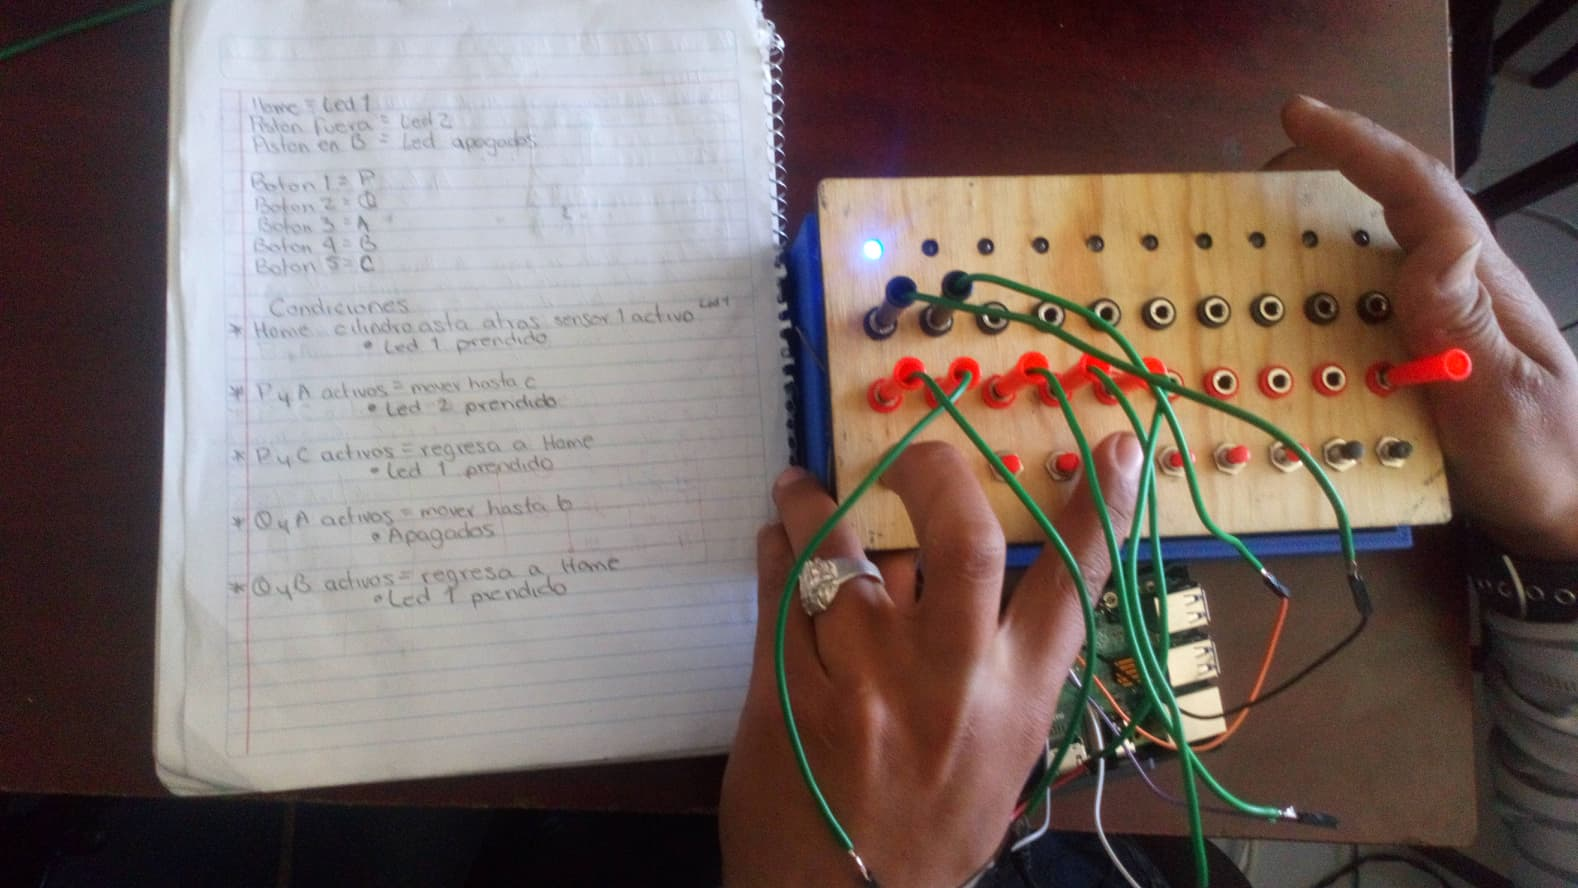 Home = Led 1
Piston fuera = Led 2
Piston en B = Led apagados
Boton 1 = P
Boton 2 = Q
Boton 3 = A
Boton 4 = B
Boton 5 = C
Condiciones
* Home cilindro asta atras sensor 1 activo Led 1
• Led 1 prendido
* P y A activos = mover hasta c
• Led 2 prendido
* P y C activos = regresa a Home
• Led 1 prendido
* Q y A activos = mover hasta b
• Apagados
* Q y B activos = regresa a Home
• Led 1 prendido